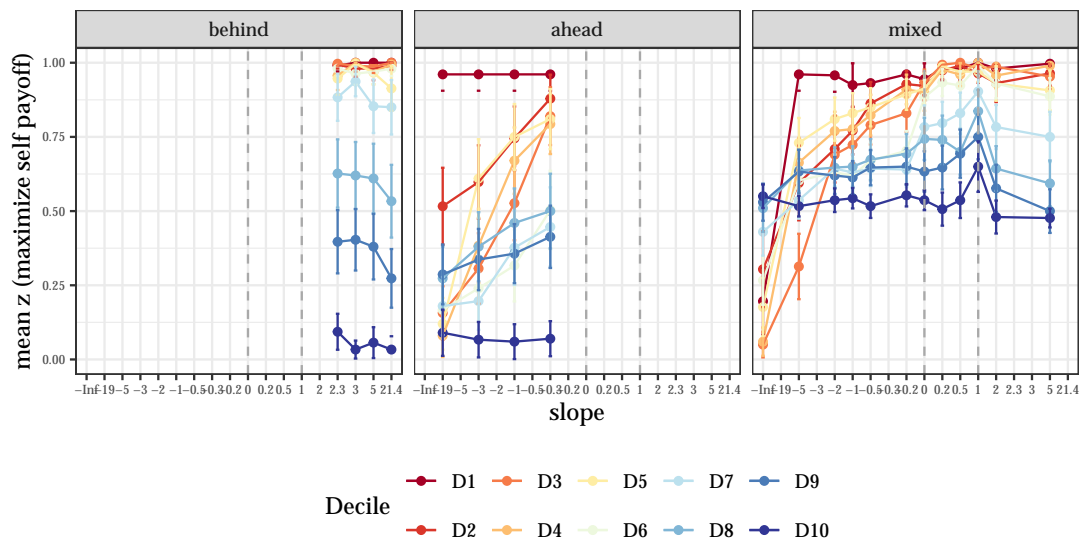 behind ahead mixed
mean z (maximize self payoff)
1.00
0.75
0.50
0.25
0.00
−Inf −19 −5 −3 −2 −1 −0.5 −0.3 −0.2 0 0.2 0.5 1 2 2.3 3 5 21.4
−Inf −19 −5 −3 −2 −1 −0.5 −0.3 −0.2 0 0.2 0.5 1 2 2.3 3 5 21.4
−Inf −19 −5 −3 −2 −1 −0.5 −0.3 −0.2 0 0.2 0.5 1 2 2.3 3 5 21.4
slope
Decile
D1 D3 D5 D7 D9
D2 D4 D6 D8 D10